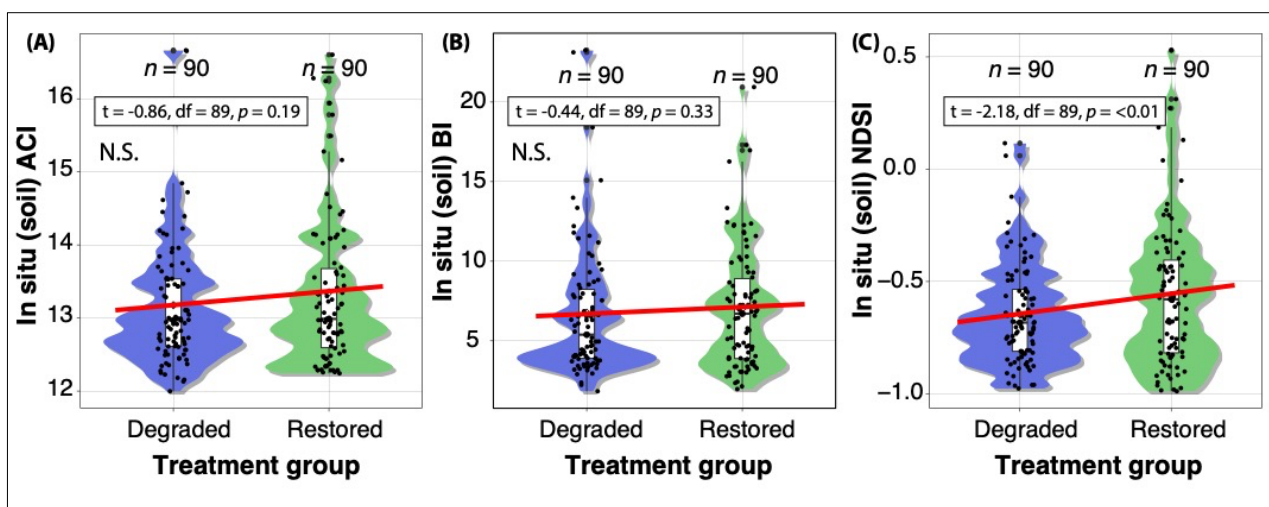 (A)
In situ (soil) ACI
16
15
14
13
12
n = 90
n = 90
t = -0.86, df = 89, p = 0.19
N.S.
Degraded
Restored
Treatment group
(B)
In situ (soil) BI
20
15
10
5
n = 90
n = 90
t = -0.44, df = 89, p = 0.33
N.S.
Degraded
Restored
Treatment group
(C)
In situ (soil) NDSI
0.5
0.0
−0.5
−1.0
n = 90
n = 90
t = -2.18, df = 89, p = <0.01
Degraded
Restored
Treatment group